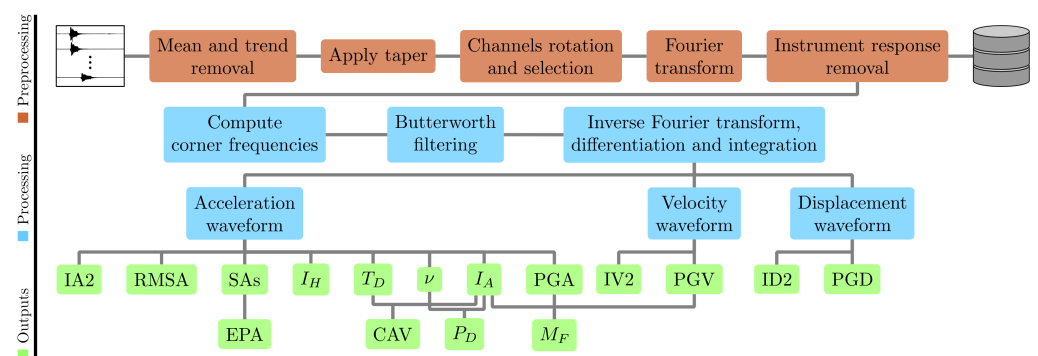 Preprocessing
Mean and trend
removal
Apply taper
Channels rotation
and selection
Fourier
transform
Instrument response
removal
Processing
Compute
corner frequencies
Butterworth
filtering
Inverse Fourier transform,
differentiation and integration
Acceleration
waveform
Velocity
waveform
Displacement
waveform
Outputs
IA2
RMSA
SAs
I_H
T_D
ν
I_A
PGA
IV2
PGV
ID2
PGD
EPA
CAV
P_D
M_F